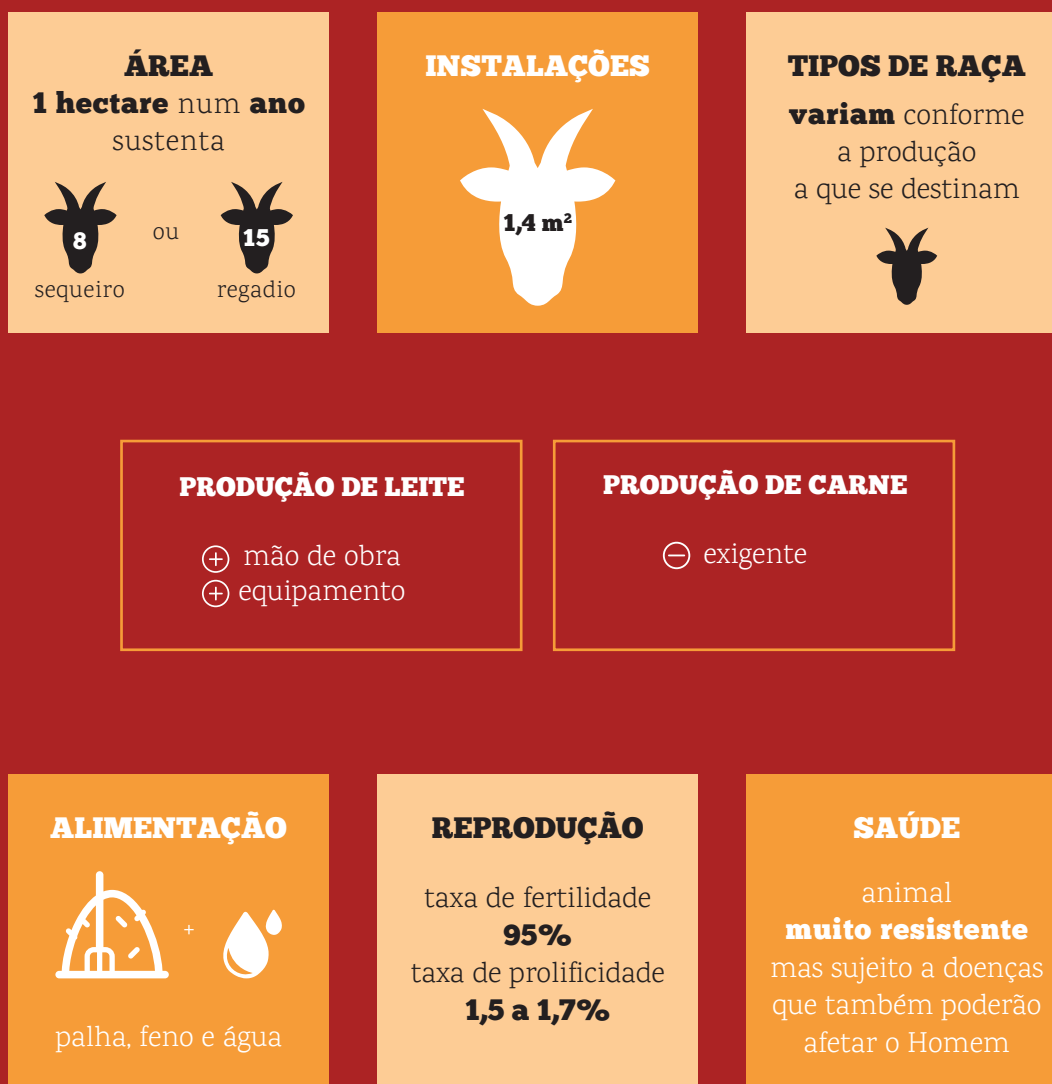 ÁREA
1 hectare num ano
sustenta
8 ou 15
sequeiro regadio
INSTALAÇÕES
1,4 m²
TIPOS DE RAÇA
variam conforme
a produção
a que se destinam
PRODUÇÃO DE LEITE
+ mão de obra
+ equipamento
PRODUÇÃO DE CARNE
− exigente
ALIMENTAÇÃO
+
palha, feno e água
REPRODUÇÃO
taxa de fertilidade
95%
taxa de prolificidade
1,5 a 1,7%
SAÚDE
animal
muito resistente
mas sujeito a doenças
que também poderão
afetar o Homem